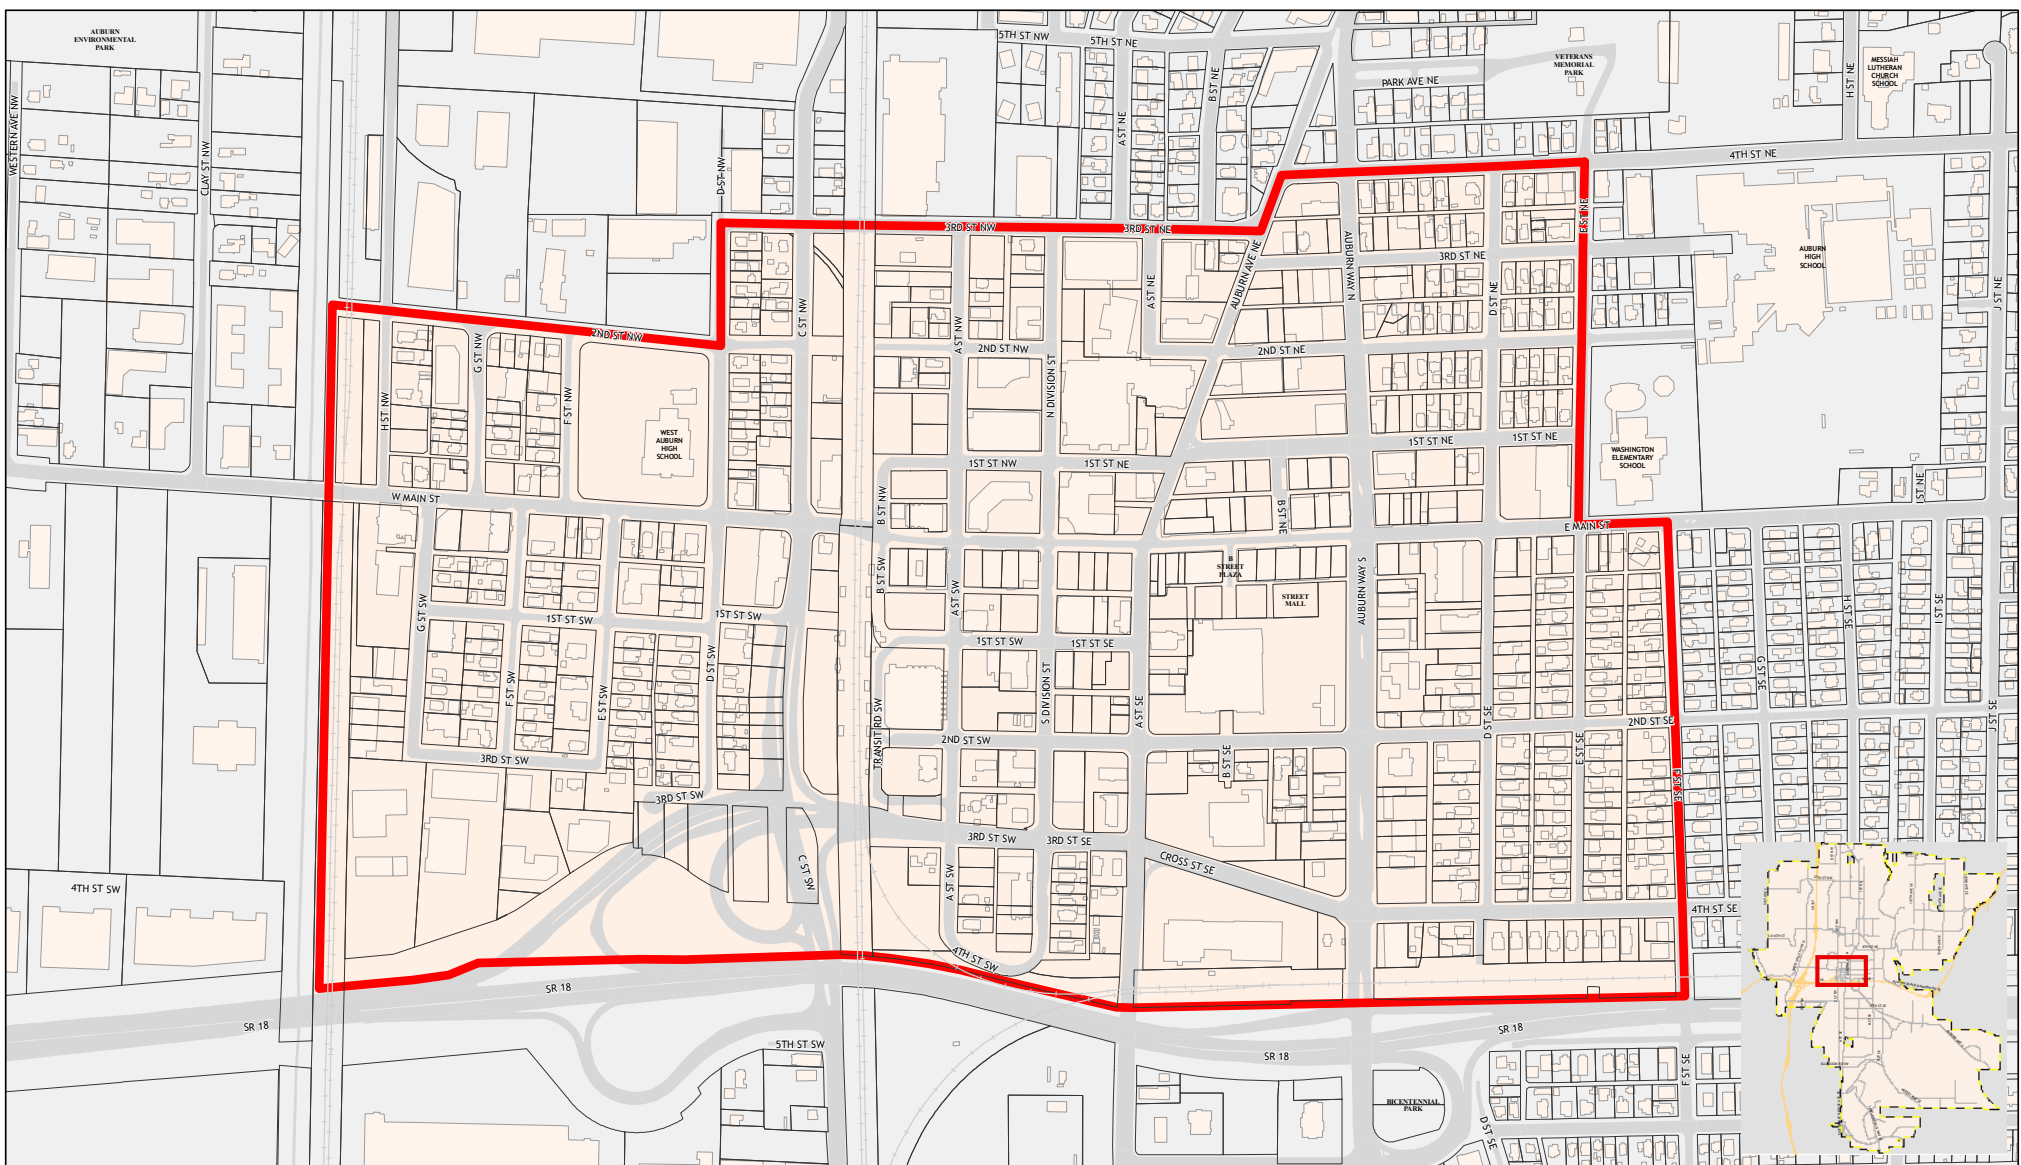 AUBURN
ENVIRONMENTAL
PARK
5TH ST NW
5TH ST NE
B ST NE
PARK AVE NE
VETERANS
MEMORIAL
PARK
H ST NE
MESSIAH
LUTHERAN
CHURCH
SCHOOL
WESTERN AVE NW
CLAY ST NW
D ST NW
A ST NE
4TH ST NE
3RD ST NW
3RD ST NE
E ST NE
AUBURN AVE NE
AUBURN WAY N
3RD ST NE
AUBURN
HIGH
SCHOOL
J ST NE
A ST NE
D ST NE
C ST NW
2ND ST NW
A ST NW
2ND ST NW
2ND ST NE
G ST NW
N DIVISION ST
H ST NW
F ST NW
WEST
AUBURN
HIGH
SCHOOL
1ST ST NE
1ST ST NE
WASHINGTON
ELEMENTARY
SCHOOL
1ST ST NW
1ST ST NE
I ST NE
W MAIN ST
B ST NW
B ST NE
E MAIN ST
B
STREET
PLAZA
STREET
MALL
B ST SW
A ST SW
AUBURN WAY S
H ST SE
I ST SE
G ST SW
1ST ST SW
1ST ST SW
1ST ST SW
1ST ST SE
D ST SW
G ST SE
F ST SW
E ST SW
S DIVISION ST
A ST SE
TRANSIT RD SW
D ST SE
2ND ST SE
J ST SE
2ND ST SW
E ST SE
B ST SE
3RD ST SW
F ST SE
3RD ST SW
3RD ST SW
3RD ST SE
CROSS ST SE
C ST SW
A ST SW
4TH ST SW
4TH ST SE
4TH ST SW
SR 18
SR 18
SR 18
SR 18
5TH ST SW
F ST SE
BICENTENNIAL
PARK
D ST SE